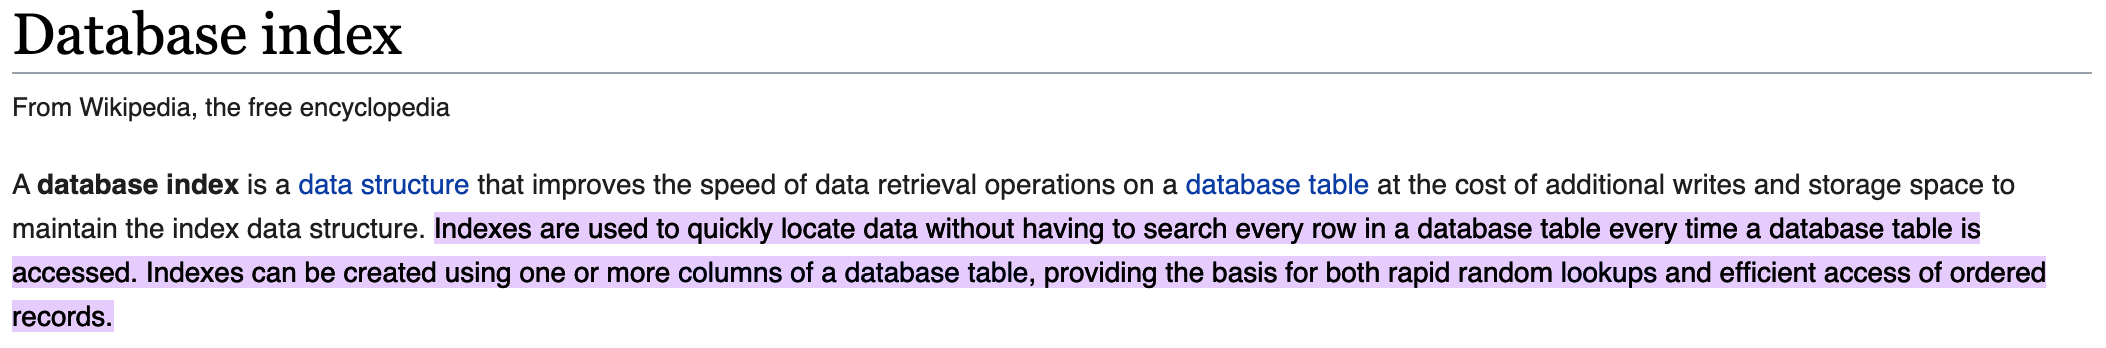 Database index
From Wikipedia, the free encyclopedia
A database index is a data structure that improves the speed of data retrieval operations on a database table at the cost of additional writes and storage space to
maintain the index data structure. Indexes are used to quickly locate data without having to search every row in a database table every time a database table is
accessed. Indexes can be created using one or more columns of a database table, providing the basis for both rapid random lookups and efficient access of ordered
records.